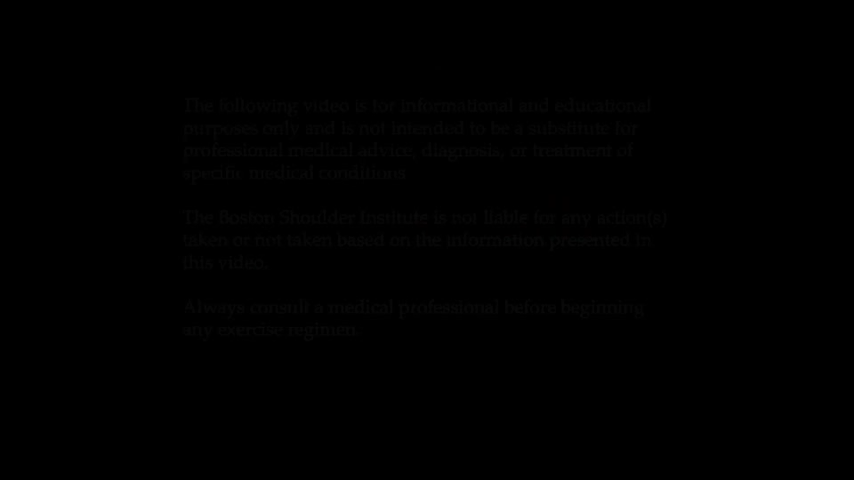 The following video is for informational and educational
purposes only and is not intended to be a substitute for
professional medical advice, diagnosis, or treatment of
specific medical conditions.
The Boston Shoulder Institute is not liable for any action(s)
taken or not taken based on the information presented in
this video.
Always consult a medical professional before beginning
any exercise regimen.